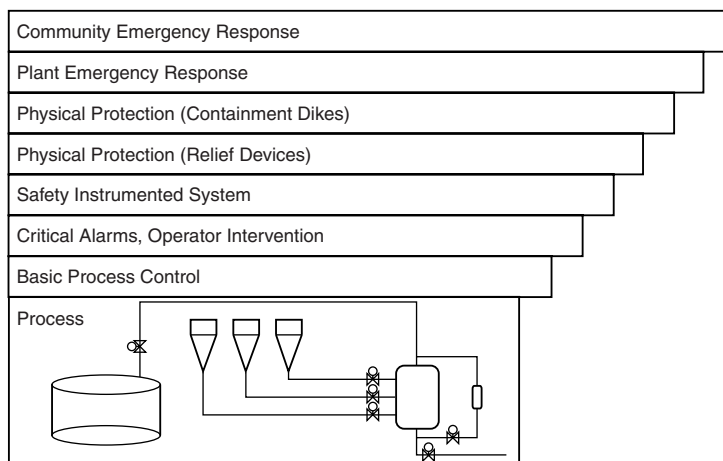 Community Emergency Response
Plant Emergency Response
Physical Protection (Containment Dikes)
Physical Protection (Relief Devices)
Safety Instrumented System
Critical Alarms, Operator Intervention
Basic Process Control
Process